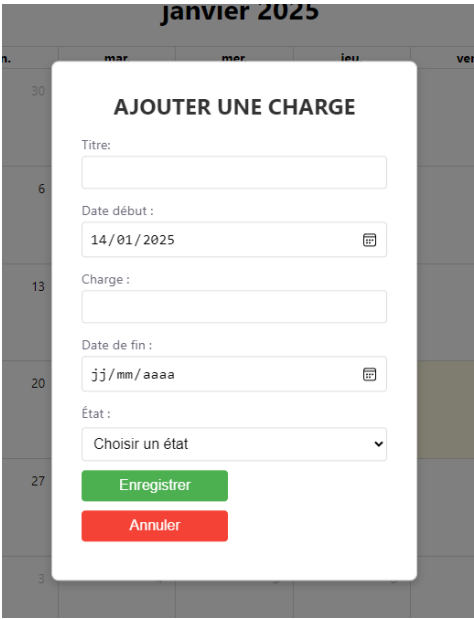 janvier 2025
mar. mer. jeu.
30
AJOUTER UNE CHARGE
Titre:
6
Date début :
14/01/2025
13
Charge :
Date de fin :
20
jj/mm/aaaa
État :
Choisir un état
27
Enregistrer
Annuler
3